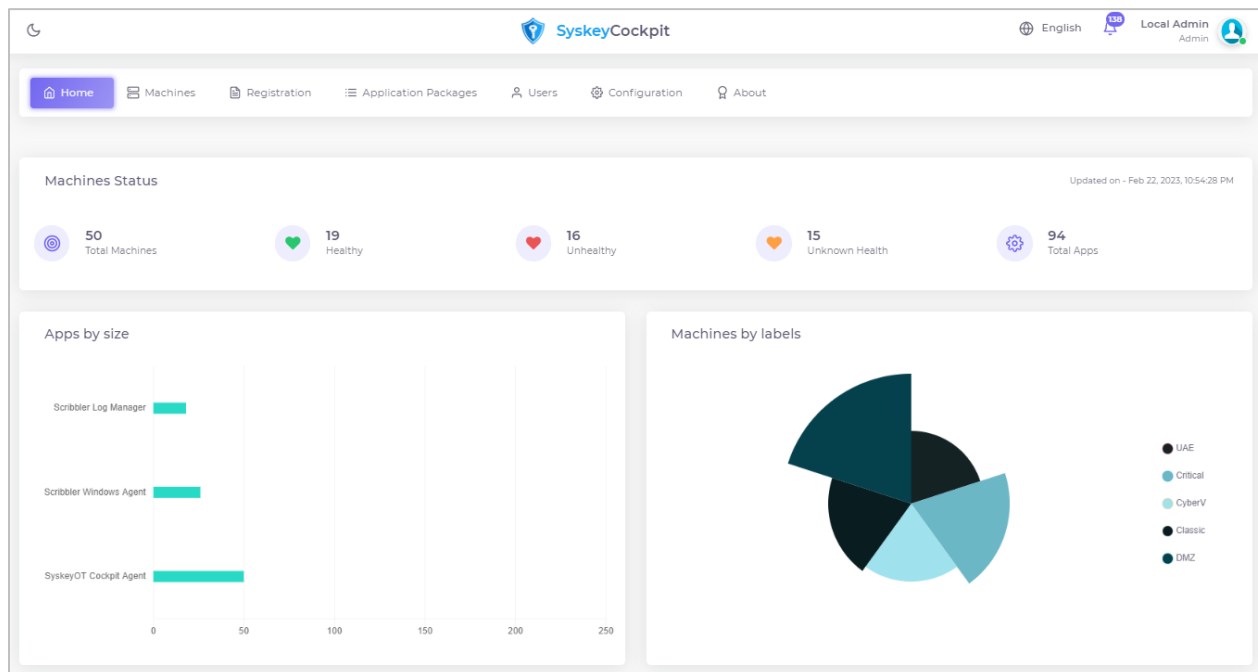 SyskeyCockpit
English
138
Local Admin
Admin
Home
Machines
Registration
Application Packages
Users
Configuration
About
Machines Status
Updated on - Feb 22, 2023, 10:54:28 PM
50
Total Machines
19
Healthy
16
Unhealthy
15
Unknown Health
94
Total Apps
Apps by size
Scribbler Log Manager
Scribbler Windows Agent
SyskeyOT Cockpit Agent
0 50 100 150 200 250
Machines by labels
UAE
Critical
CyberV
Classic
DMZ